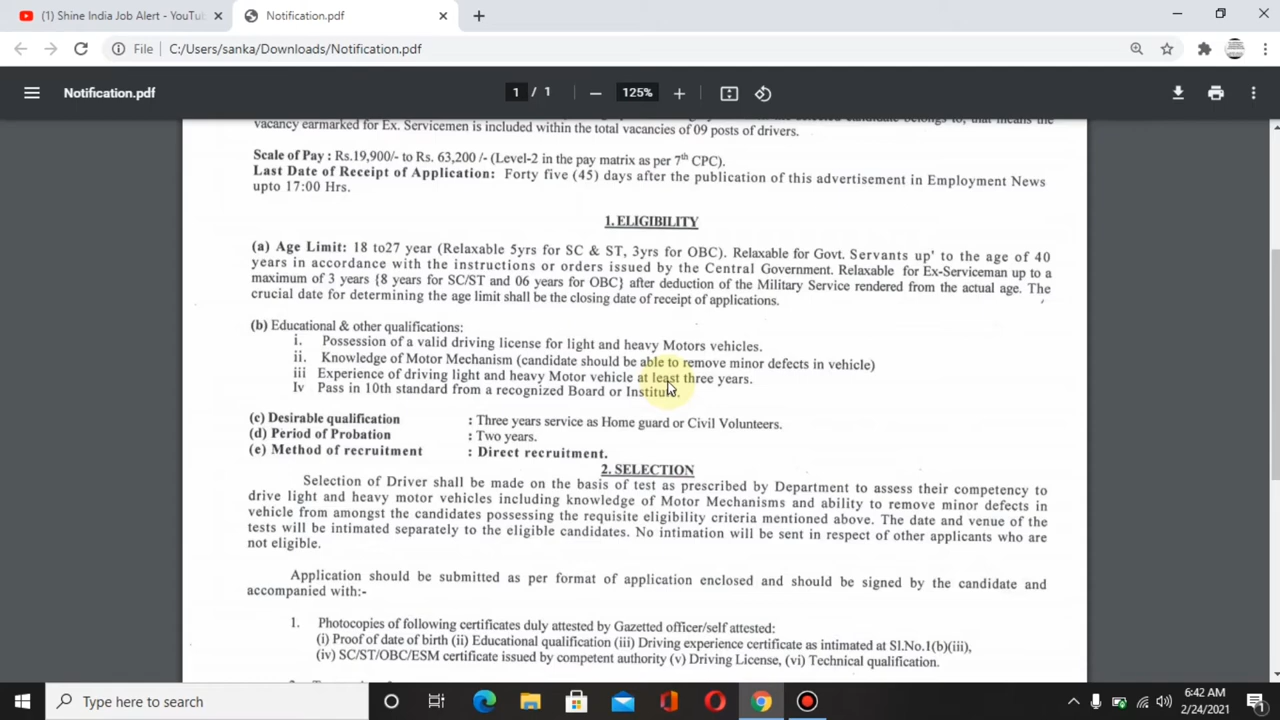 (1) Shine India Job Alert - YouTu
Notification.pdf
File
C:/Users/sanka/Downloads/Notification.pdf
Notification.pdf
1 / 1
125%
vacancy earmarked for Ex. Servicemen is included within the total vacancies of 09 posts of drivers.
Scale of Pay : Rs.19,900/- to Rs. 63,200 /- (Level-2 in the pay matrix as per 7th CPC).
Last Date of Receipt of Application: Forty five (45) days after the publication of this advertisement in Employment News
upto 17:00 Hrs.
1. ELIGIBILITY
(a) Age Limit: 18 to27 year (Relaxable 5yrs for SC & ST, 3yrs for OBC). Relaxable for Govt. Servants up' to the age of 40
years in accordance with the instructions or orders issued by the Central Government. Relaxable for Ex-Serviceman up to a
maximum of 3 years {8 years for SC/ST and 06 years for OBC} after deduction of the Military Service rendered from the actual age. The
crucial date for determining the age limit shall be the closing date of receipt of applications.
(b) Educational & other qualifications:
i. Possession of a valid driving license for light and heavy Motors vehicles.
ii. Knowledge of Motor Mechanism (candidate should be able to remove minor defects in vehicle)
iii Experience of driving light and heavy Motor vehicle at least three years.
Iv Pass in 10th standard from a recognized Board or Institute.
(c) Desirable qualification : Three years service as Home guard or Civil Volunteers.
(d) Period of Probation : Two years.
(e) Method of recruitment : Direct recruitment.
2. SELECTION
Selection of Driver shall be made on the basis of test as prescribed by Department to assess their competency to
drive light and heavy motor vehicles including knowledge of Motor Mechanisms and ability to remove minor defects in
vehicle from amongst the candidates possessing the requisite eligibility criteria mentioned above. The date and venue of the
tests will be intimated separately to the eligible candidates. No intimation will be sent in respect of other applicants who are
not eligible.
Application should be submitted as per format of application enclosed and should be signed by the candidate and
accompanied with:-
1. Photocopies of following certificates duly attested by Gazetted officer/self attested:
(i) Proof of date of birth (ii) Educational qualification (iii) Driving experience certificate as intimated at Sl.No.1(b)(iii),
(iv) SC/ST/OBC/ESM certificate issued by competent authority (v) Driving License, (vi) Technical qualification.
Type here to search
6:42 AM
2/24/2021